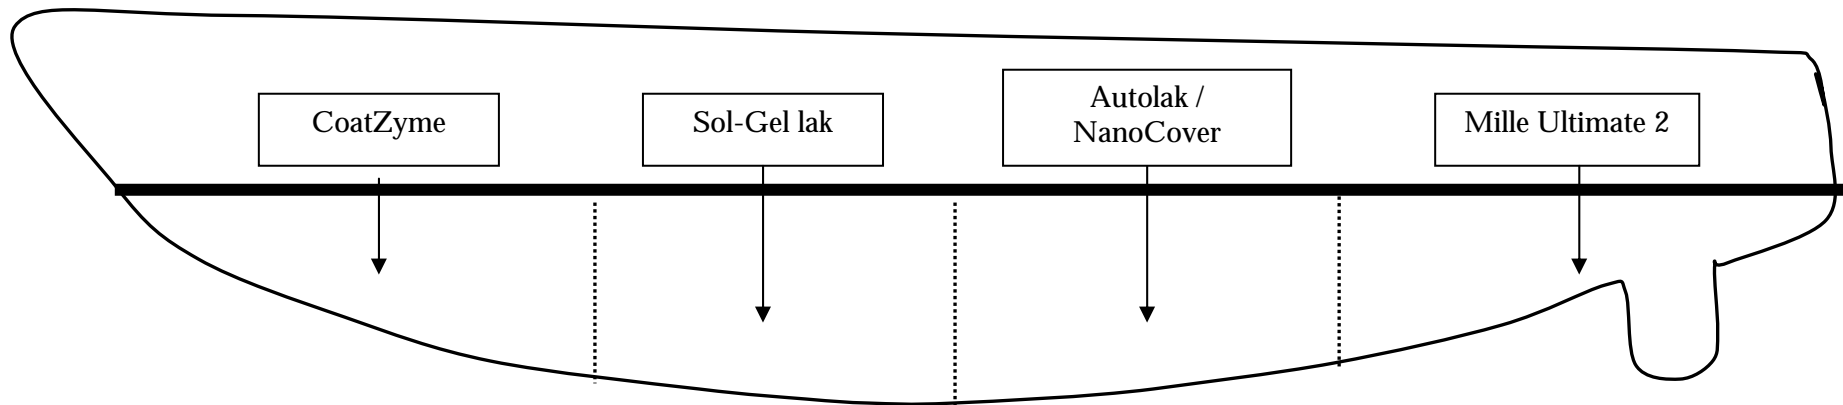 CoatZyme
Sol-Gel lak
Autolak /
NanoCover
Mille Ultimate 2